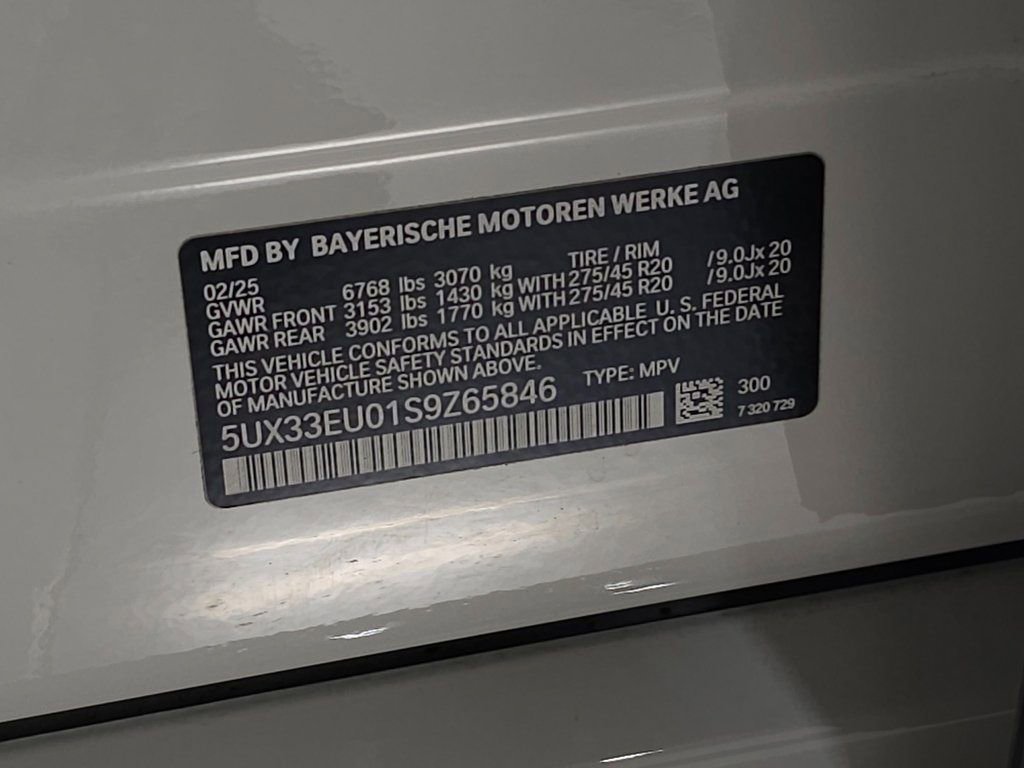 MFD BY BAYERISCHE MOTOREN WERKE AG
02/25 TIRE / RIM
GVWR 6768 lbs 3070 kg
GAWR FRONT 3153 lbs 1430 kg WITH 275/45 R20 /9.0Jx 20
GAWR REAR 3902 lbs 1770 kg WITH 275/45 R20 /9.0Jx 20
THIS VEHICLE CONFORMS TO ALL APPLICABLE U. S. FEDERAL
MOTOR VEHICLE SAFETY STANDARDS IN EFFECT ON THE DATE
OF MANUFACTURE SHOWN ABOVE.
TYPE: MPV
5UX33EU01S9Z65846
300
7 320 729